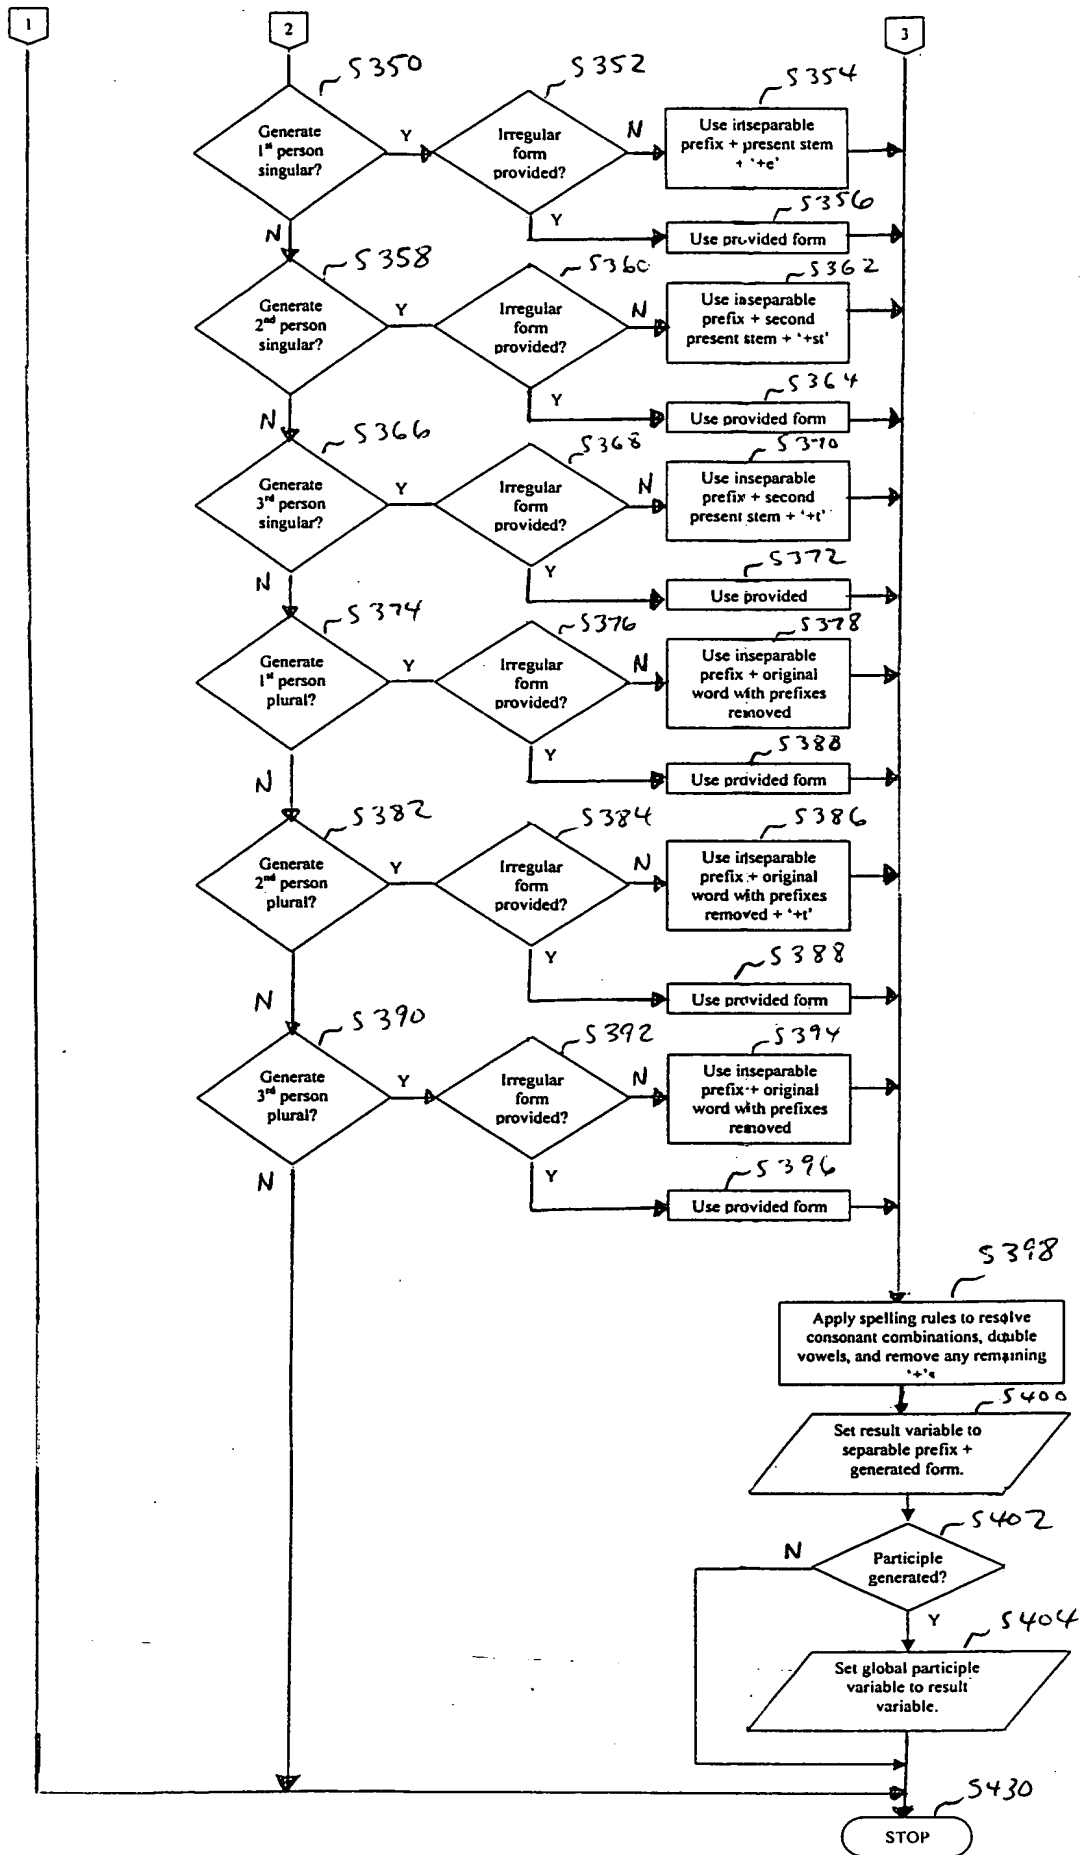 1
2
3
S350
S352
S354
Generate
1st person
singular?
Y
Irregular
form
provided?
N
Use inseparable
prefix + present stem
+ '+e'
S356
Y
Use provided form
N
S358
S360
S362
Generate
2nd person
singular?
Y
Irregular
form
provided?
N
Use inseparable
prefix + second
present stem + '+st'
S364
Y
Use provided form
N
S366
S368
S370
Generate
3rd person
singular?
Y
Irregular
form
provided?
N
Use inseparable
prefix + second
present stem + '+t'
S372
Y
Use provided
N
S374
S376
S378
Generate
1st person
plural?
Y
Irregular
form
provided?
N
Use inseparable
prefix + original
word with prefixes
removed
S380
Y
Use provided form
N
S382
S384
S386
Generate
2nd person
plural?
Y
Irregular
form
provided?
N
Use inseparable
prefix + original
word with prefixes
removed + '+t'
S388
Y
Use provided form
N
S390
S392
S394
Generate
3rd person
plural?
Y
Irregular
form
provided?
N
Use inseparable
prefix + original
word with prefixes
removed
S396
Y
Use provided form
N
S398
Apply spelling rules to resolve
consonant combinations, double
vowels, and remove any remaining
'+'s
S400
Set result variable to
separable prefix +
generated form.
S402
N
Participle
generated?
Y
S404
Set global participle
variable to result
variable.
S430
STOP